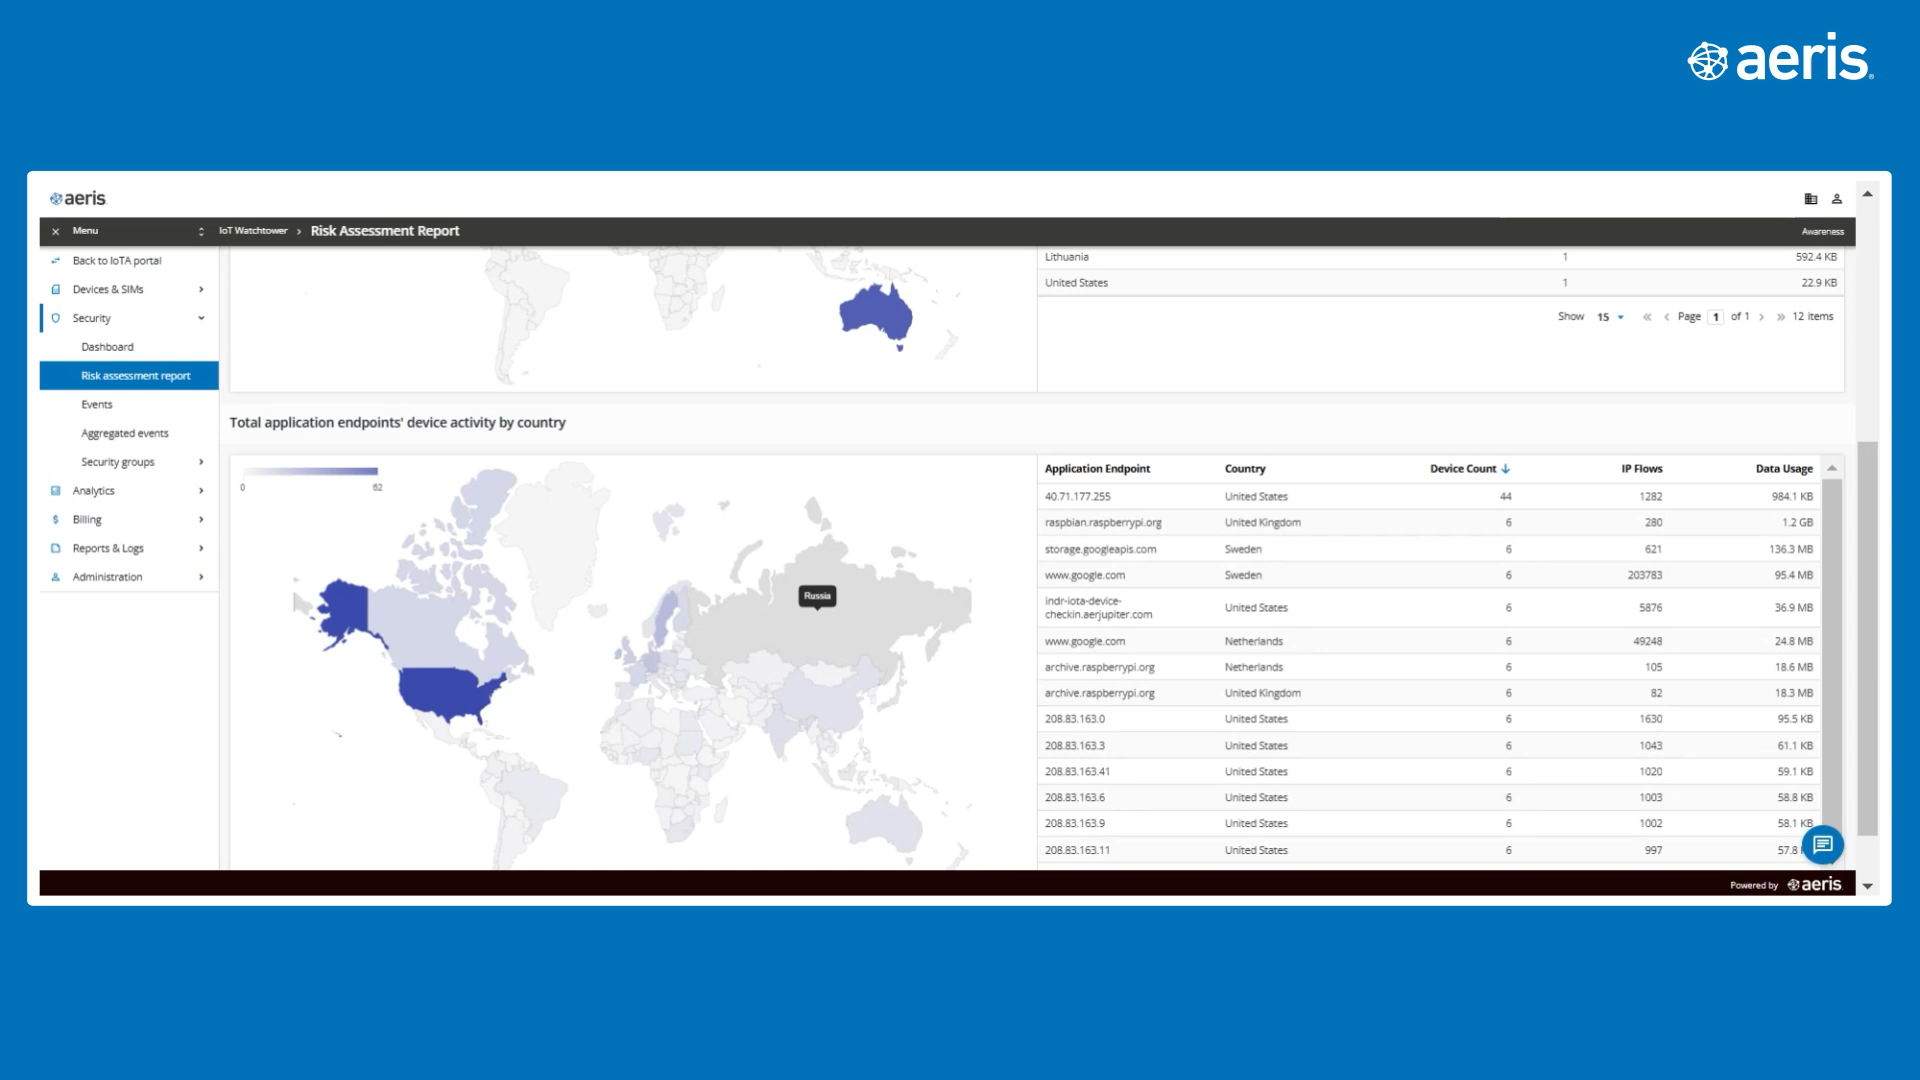 aeris
aeris
Menu
IoT Watchtower > Risk Assessment Report
Awareness
Back to IoTA portal
Devices & SIMs
Security
Dashboard
Risk assessment report
Events
Aggregated events
Security groups
Analytics
Billing
Reports & Logs
Administration
Lithuania 1 592.4 KB
United States 1 22.9 KB
Show 15 « ‹ Page 1 of 1 › » 12 items
Total application endpoints' device activity by country
0 62
Russia
Application Endpoint Country Device Count IP Flows Data Usage
40.71.177.255 United States 44 1282 984.1 KB
raspbian.raspberrypi.org United Kingdom 6 280 1.2 GB
storage.googleapis.com Sweden 6 621 136.3 MB
www.google.com Sweden 6 203783 95.4 MB
indr-iota-device-
checkin.aerjupiter.com United States 6 5876 36.9 MB
www.google.com Netherlands 6 49248 24.8 MB
archive.raspberrypi.org Netherlands 6 105 18.6 MB
archive.raspberrypi.org United Kingdom 6 82 18.3 MB
208.83.163.0 United States 6 1630 95.5 KB
208.83.163.3 United States 6 1043 61.1 KB
208.83.163.41 United States 6 1020 59.1 KB
208.83.163.6 United States 6 1003 58.8 KB
208.83.163.9 United States 6 1002 58.1 KB
208.83.163.11 United States 6 997 57.8
Powered by aeris